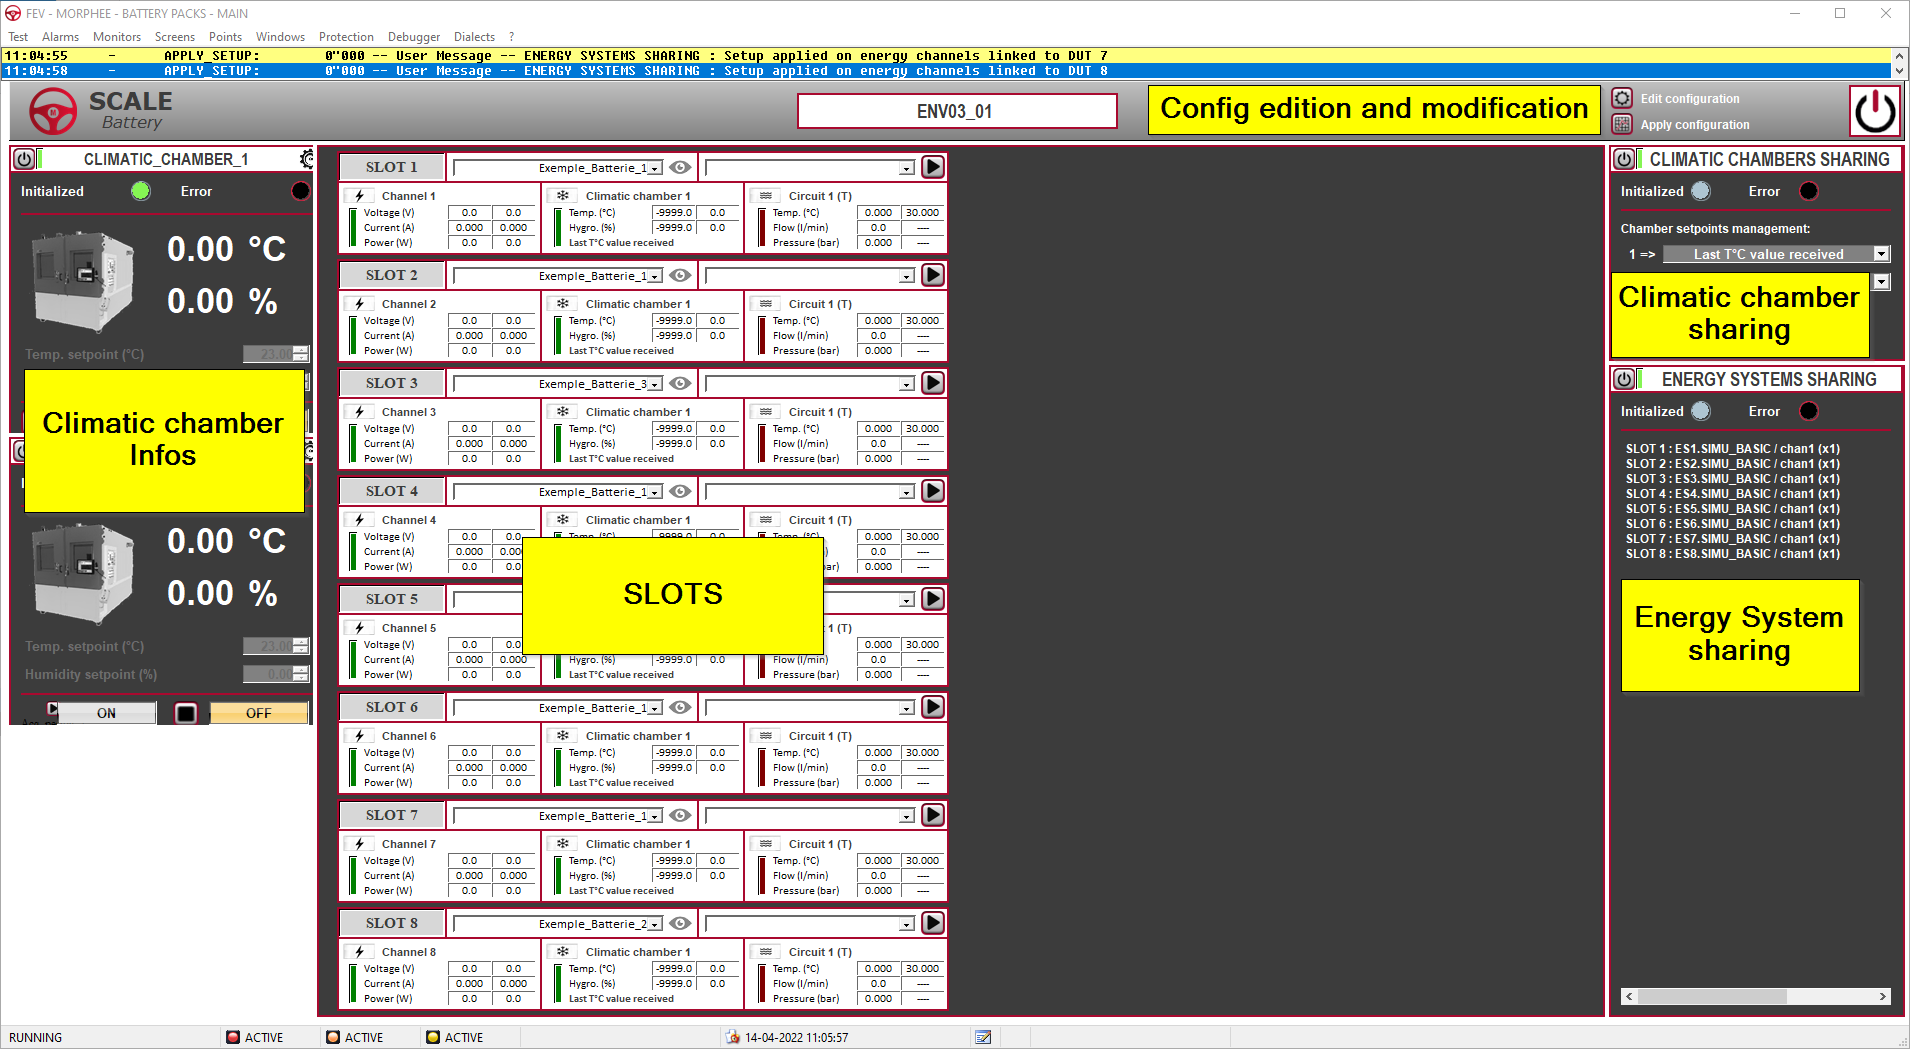 FEV - MORPHEE - BATTERY PACKS - MAIN
Test Alarms Monitors Screens Points Windows Protection Debugger Dialects ?
11:04:55 - APPLY_SETUP: 0"000 -- User Message -- ENERGY SYSTEMS SHARING : Setup applied on energy channels linked to DUT 7
11:04:58 - APPLY_SETUP: 0"000 -- User Message -- ENERGY SYSTEMS SHARING : Setup applied on energy channels linked to DUT 8
SCALE
Battery
ENV03_01
Config edition and modification
Edit configuration
Apply configuration
CLIMATIC_CHAMBER_1
Initialized Error
0.00 °C
0.00 %
Temp. setpoint (°C) 23.00
Climatic chamber
Infos
0.00 °C
0.00 %
Temp. setpoint (°C) 23.00
Humidity setpoint (%) 0.00
ON OFF
SLOT 1 Exemple_Batterie_1
Channel 1 Climatic chamber 1 Circuit 1 (T)
Voltage (V) 0.0 0.0 Temp. (°C) -9999.0 0.0 Temp. (°C) 0.000 30.000
Current (A) 0.000 0.000 Hygro. (%) -9999.0 0.0 Flow (l/min) 0.0 ----
Power (W) 0.0 0.0 Last T°C value received Pressure (bar) 0.000 ----
SLOT 2 Exemple_Batterie_1
Channel 2 Climatic chamber 1 Circuit 1 (T)
Voltage (V) 0.0 0.0 Temp. (°C) -9999.0 0.0 Temp. (°C) 0.000 30.000
Current (A) 0.000 0.000 Hygro. (%) -9999.0 0.0 Flow (l/min) 0.0 ----
Power (W) 0.0 0.0 Last T°C value received Pressure (bar) 0.000 ----
SLOT 3 Exemple_Batterie_3
Channel 3 Climatic chamber 1 Circuit 1 (T)
Voltage (V) 0.0 0.0 Temp. (°C) -9999.0 0.0 Temp. (°C) 0.000 30.000
Current (A) 0.000 0.000 Hygro. (%) -9999.0 0.0 Flow (l/min) 0.0 ----
Power (W) 0.0 0.0 Last T°C value received Pressure (bar) 0.000 ----
SLOT 4 Exemple_Batterie_1
Channel 4 Climatic chamber 1 Circuit 1 (T)
Voltage (V) 0.0 0.0 Temp. (°C) -9999.0 0.0 Temp. (°C) 0.000 30.000
Current (A) 0.000 0.000 0.0 ----
Power (W) 0.0 0.0 0.000 ----
SLOTS
SLOT 5
Channel 5 1 (T)
Voltage (V) 0.0 0.0 0.000 30.000
Current (A) 0.000 0.000 Hygro. (%) -9999.0 0.0 Flow (l/min) 0.0 ----
Power (W) 0.0 0.0 Last T°C value received Pressure (bar) 0.000 ----
SLOT 6 Exemple_Batterie_1
Channel 6 Climatic chamber 1 Circuit 1 (T)
Voltage (V) 0.0 0.0 Temp. (°C) -9999.0 0.0 Temp. (°C) 0.000 30.000
Current (A) 0.000 0.000 Hygro. (%) -9999.0 0.0 Flow (l/min) 0.0 ----
Power (W) 0.0 0.0 Last T°C value received Pressure (bar) 0.000 ----
SLOT 7 Exemple_Batterie_1
Channel 7 Climatic chamber 1 Circuit 1 (T)
Voltage (V) 0.0 0.0 Temp. (°C) -9999.0 0.0 Temp. (°C) 0.000 30.000
Current (A) 0.000 0.000 Hygro. (%) -9999.0 0.0 Flow (l/min) 0.0 ----
Power (W) 0.0 0.0 Last T°C value received Pressure (bar) 0.000 ----
SLOT 8 Exemple_Batterie_2
Channel 8 Climatic chamber 1 Circuit 1 (T)
Voltage (V) 0.0 0.0 Temp. (°C) -9999.0 0.0 Temp. (°C) 0.000 30.000
Current (A) 0.000 0.000 Hygro. (%) -9999.0 0.0 Flow (l/min) 0.0 ----
Power (W) 0.0 0.0 Last T°C value received Pressure (bar) 0.000 ----
CLIMATIC CHAMBERS SHARING
Initialized Error
Chamber setpoints management:
1 => Last T°C value received
Climatic chamber
sharing
ENERGY SYSTEMS SHARING
Initialized Error
SLOT 1 : ES1.SIMU_BASIC / chan1 (x1)
SLOT 2 : ES2.SIMU_BASIC / chan1 (x1)
SLOT 3 : ES3.SIMU_BASIC / chan1 (x1)
SLOT 4 : ES4.SIMU_BASIC / chan1 (x1)
SLOT 5 : ES5.SIMU_BASIC / chan1 (x1)
SLOT 6 : ES6.SIMU_BASIC / chan1 (x1)
SLOT 7 : ES7.SIMU_BASIC / chan1 (x1)
SLOT 8 : ES8.SIMU_BASIC / chan1 (x1)
Energy System
sharing
RUNNING ACTIVE ACTIVE ACTIVE 14-04-2022 11:05:57